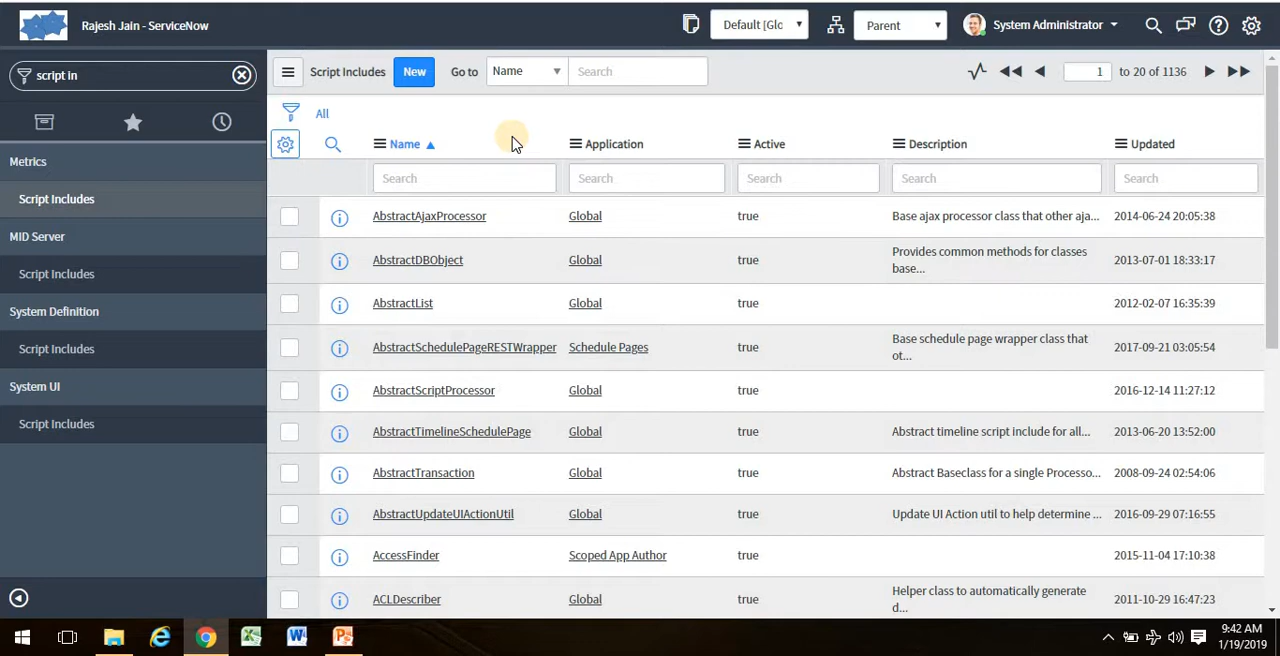 Rajesh Jain - ServiceNow
Default [Glc
Parent
System Administrator
script in
Script Includes
New
Go to
Name
Search
1
to 20 of 1136
All
Metrics
Script Includes
MID Server
Script Includes
System Definition
Script Includes
System UI
Script Includes
Name
Application
Active
Description
Updated
Search
Search
Search
Search
Search
AbstractAjaxProcessor
Global
true
Base ajax processor class that other aja...
2014-06-24 20:05:38
AbstractDBObject
Global
true
Provides common methods for classes
base...
2013-07-01 18:33:17
AbstractList
Global
true
2012-02-07 16:35:39
AbstractSchedulePageRESTWrapper
Schedule Pages
true
Base schedule page wrapper class that
ot...
2017-09-21 03:05:54
AbstractScriptProcessor
Global
true
2016-12-14 11:27:12
AbstractTimelineSchedulePage
Global
true
Abstract timeline script include for all...
2013-06-20 13:52:00
AbstractTransaction
Global
true
Abstract Baseclass for a single Processo...
2008-09-24 02:54:06
AbstractUpdateUIActionUtil
Global
true
Update UI Action util to help determine ...
2016-09-29 07:16:55
AccessFinder
Scoped App Author
true
2015-11-04 17:10:38
ACLDescriber
Global
true
Helper class to automatically generate
d...
2011-10-29 16:47:23
9:42 AM
1/19/2019